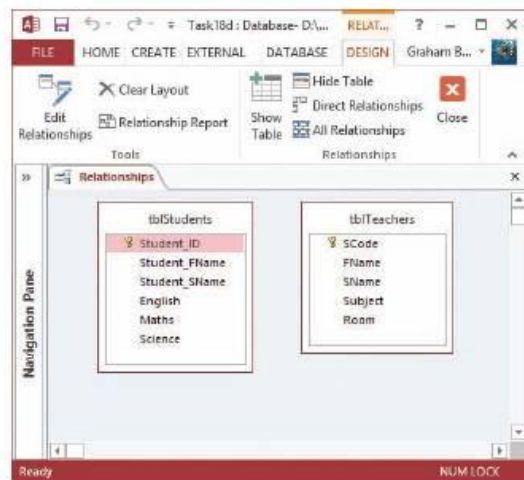 Task18d : Database- D:\... RELAT... ?
FILE HOME CREATE EXTERNAL DATABASE DESIGN Graham B...
Edit Relationships
Clear Layout
Relationship Report
Tools
Show Table
Hide Table
Direct Relationships
All Relationships
Close
Relationships
» Relationships ×
Navigation Pane
tblStudents
Student_ID
Student_FName
Student_SName
English
Maths
Science
tblTeachers
SCode
FName
SName
Subject
Room
Ready NUM LOCK